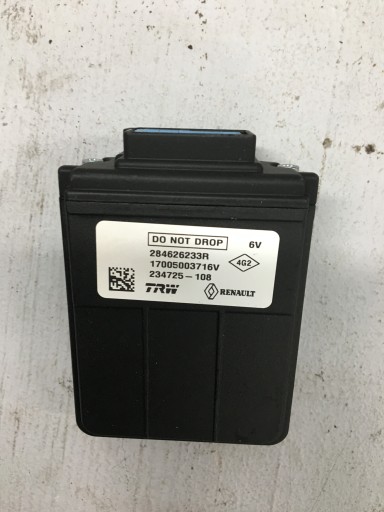 DO NOT DROP 6V
284626233R
17005003716V 4G2
234725-108
TRW RENAULT